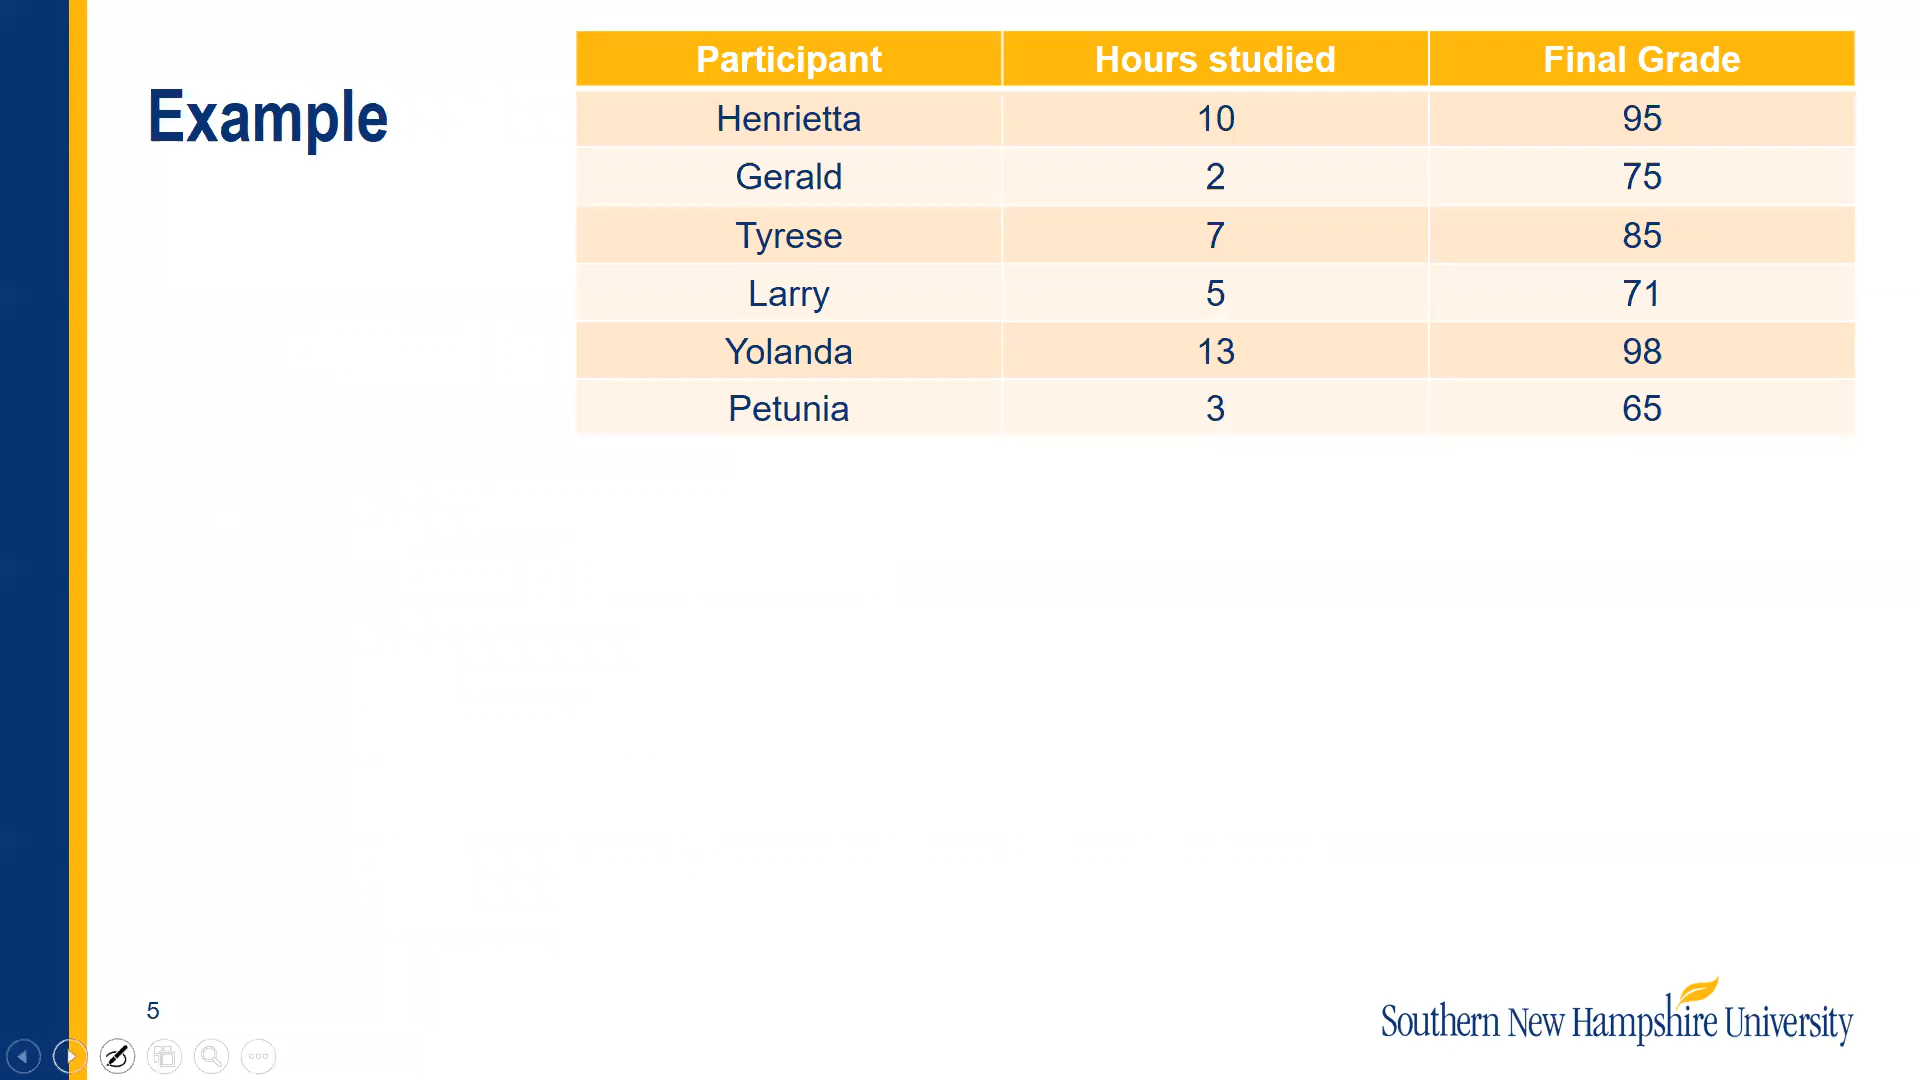 Example
Participant Hours studied Final Grade
Henrietta 10 95
Gerald 2 75
Tyrese 7 85
Larry 5 71
Yolanda 13 98
Petunia 3 65
5
Southern New Hampshire University